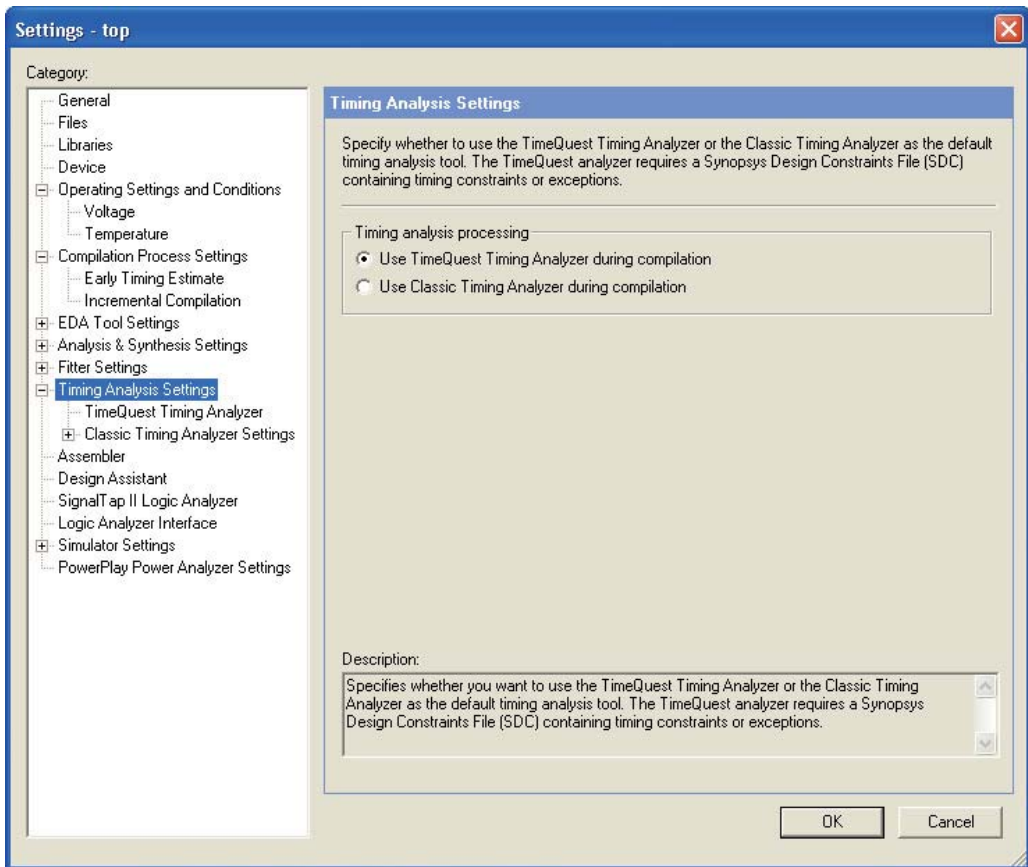 Settings - top
Category:
General
Files
Libraries
Device
Operating Settings and Conditions
Voltage
Temperature
Compilation Process Settings
Early Timing Estimate
Incremental Compilation
EDA Tool Settings
Analysis & Synthesis Settings
Fitter Settings
Timing Analysis Settings
TimeQuest Timing Analyzer
Classic Timing Analyzer Settings
Assembler
Design Assistant
SignalTap II Logic Analyzer
Logic Analyzer Interface
Simulator Settings
PowerPlay Power Analyzer Settings
Timing Analysis Settings
Specify whether to use the TimeQuest Timing Analyzer or the Classic Timing Analyzer as the default
timing analysis tool. The TimeQuest analyzer requires a Synopsys Design Constraints File (SDC)
containing timing constraints or exceptions.
Timing analysis processing
Use TimeQuest Timing Analyzer during compilation
Use Classic Timing Analyzer during compilation
Description:
Specifies whether you want to use the TimeQuest Timing Analyzer or the Classic Timing
Analyzer as the default timing analysis tool. The TimeQuest analyzer requires a Synopsys
Design Constraints File (SDC) containing timing constraints or exceptions.
OK
Cancel